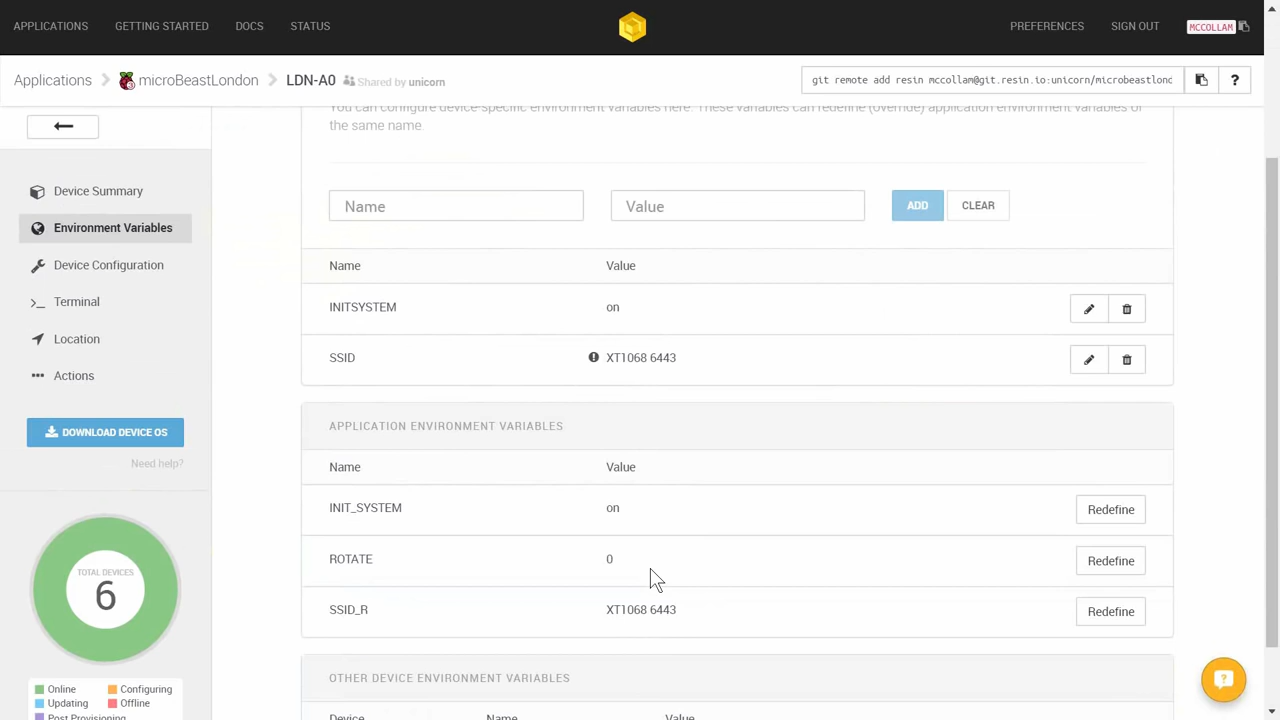 APPLICATIONS GETTING STARTED DOCS STATUS PREFERENCES SIGN OUT MCCOLLAM
Applications microBeastLondon LDN-A0 Shared by unicorn git remote add resin mccollam@git.resin.io:unicorn/microbeastlond ?
You can configure device-specific environment variables here. These variables can redefine (override) application environment variables of
the same name.
Device Summary
Environment Variables
Device Configuration
Terminal
Location
Actions
DOWNLOAD DEVICE OS
Need help?
TOTAL DEVICES
6
Online Configuring
Updating Offline
Post Provisioning
Name Value ADD CLEAR
Name Value
INITSYSTEM on
SSID XT1068 6443
APPLICATION ENVIRONMENT VARIABLES
Name Value
INIT_SYSTEM on Redefine
ROTATE 0 Redefine
SSID_R XT1068 6443 Redefine
OTHER DEVICE ENVIRONMENT VARIABLES
Device Name Value